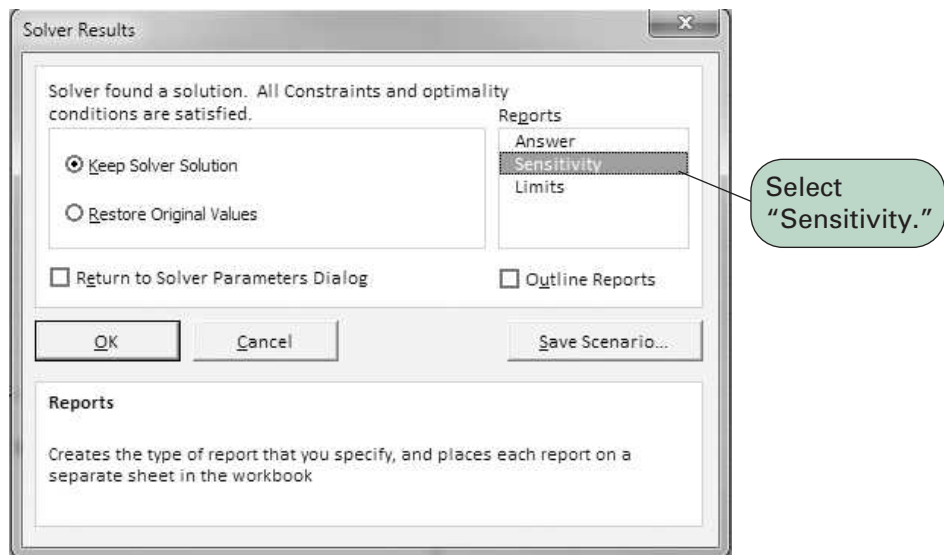 Solver Results
Solver found a solution. All Constraints and optimality
conditions are satisfied.
Reports
Answer
Sensitivity
Limits
Keep Solver Solution
Restore Original Values
Return to Solver Parameters Dialog
Outline Reports
OK
Cancel
Save Scenario...
Reports
Creates the type of report that you specify, and places each report on a
separate sheet in the workbook
Select
“Sensitivity.”